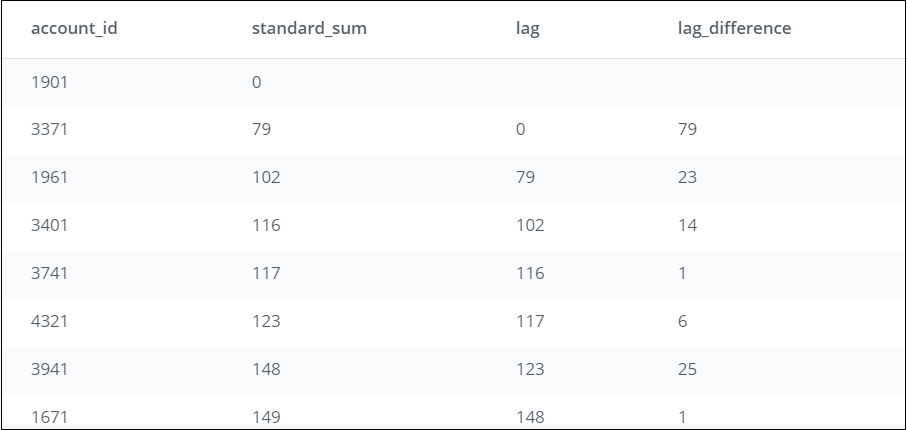 account_id standard_sum lag lag_difference
1901 0
3371 79 0 79
1961 102 79 23
3401 116 102 14
3741 117 116 1
4321 123 117 6
3941 148 123 25
1671 149 148 1